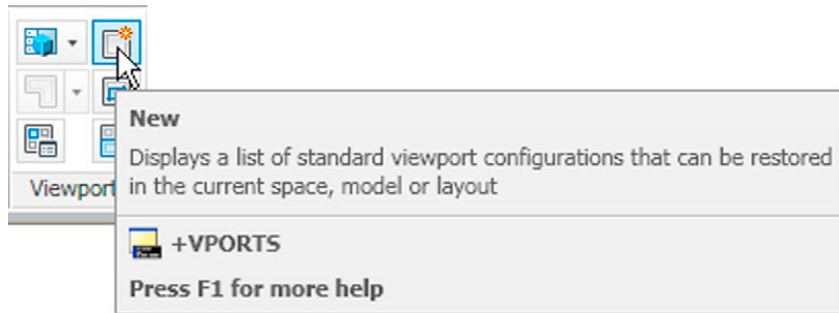 New
Displays a list of standard viewport configurations that can be restored
in the current space, model or layout
Viewport
+VPORTS
Press F1 for more help